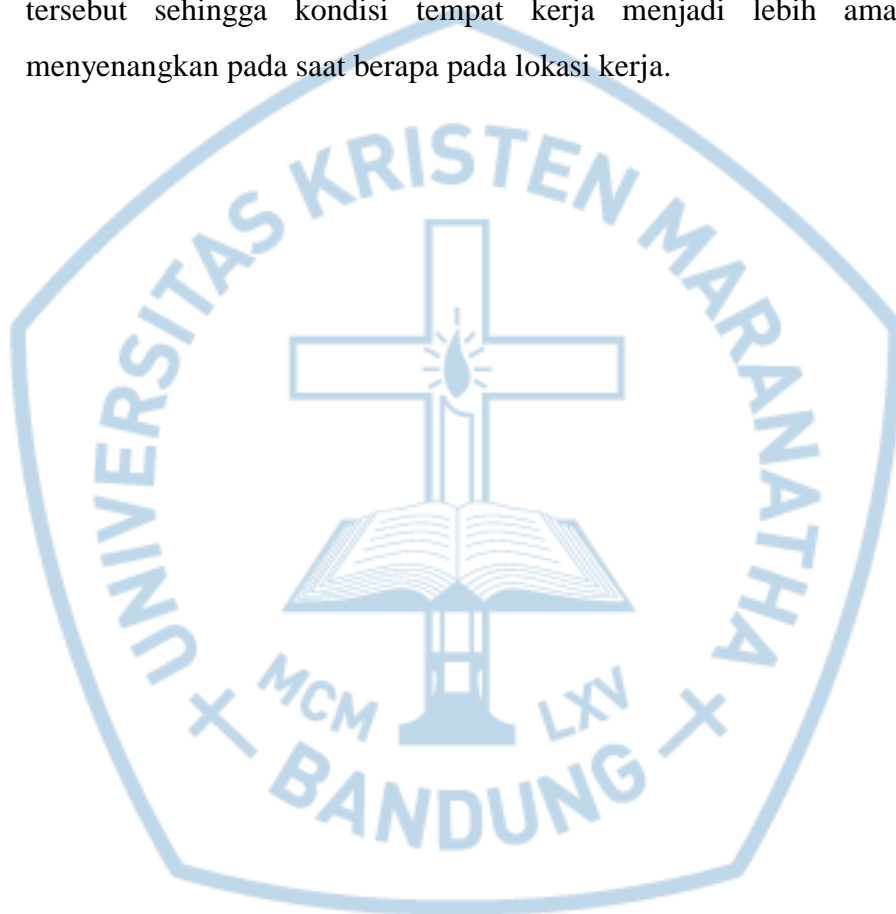 tersebut sehingga kondisi tempat kerja menjadi lebih ama
menyenangkan pada saat berapa pada lokasi kerja.
UNIVERSITAS KRISTEN MARANATHA
MCM LXV
BANDUNG